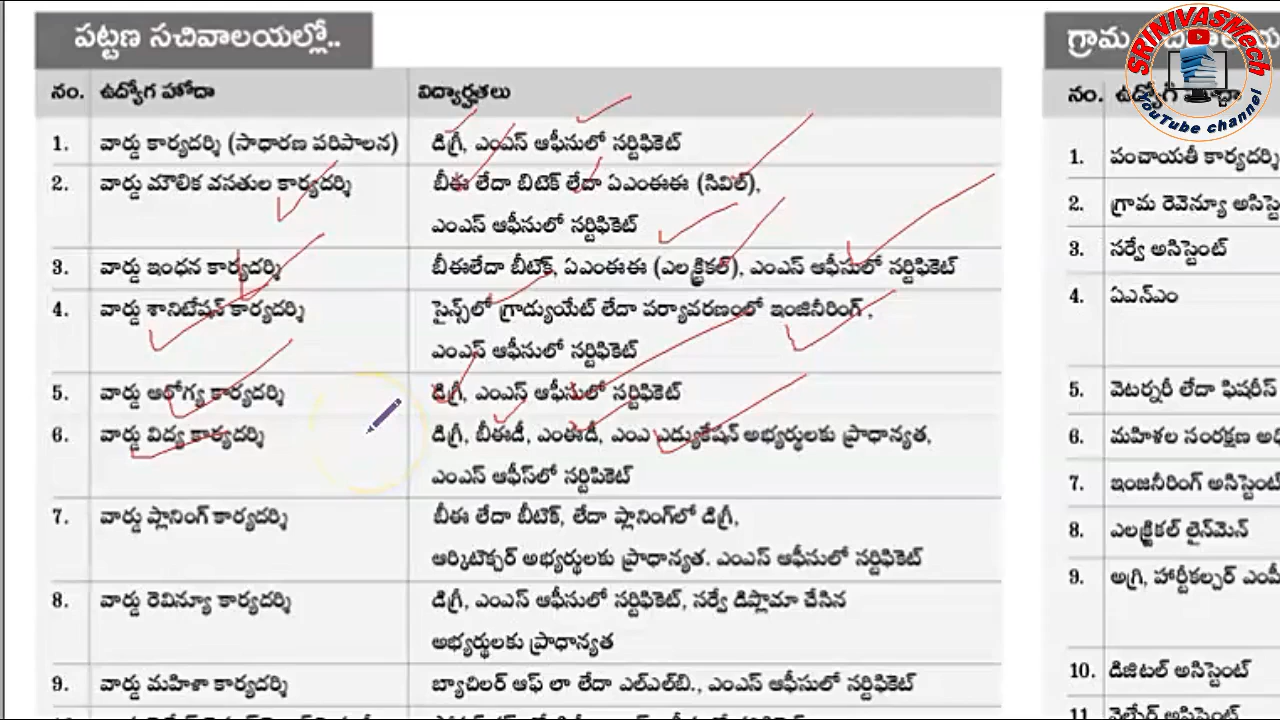 పట్టణ సచివాలయల్లో..
నం. ఉద్యోగ హోదా విద్యార్హతలు
1. వార్డు కార్యదర్శి (సాధారణ పరిపాలన) డిగ్రీ, ఎంఎస్ ఆఫీసులో సర్టిఫికెట్
2. వార్డు మౌలిక వసతుల కార్యదర్శి బీఈ లేదా బిటెక్ లేదా ఏఎంఈఈ (సివిల్),
ఎంఎస్ ఆఫీసులో సర్టిఫికెట్
3. వార్డు ఇంధన కార్యదర్శి బీఈలేదా బీటెక్, ఏఎంఈఈ (ఎలక్ట్రికల్), ఎంఎస్ ఆఫీసులో సర్టిఫికెట్
4. వార్డు శానిటేషన్ కార్యదర్శి సైన్స్‌లో గ్రాద్యుయేట్ లేదా పర్యావరణంలో ఇంజినీరింగ్,
ఎంఎస్ ఆఫీసులో సర్టిఫికెట్
5. వార్డు ఆరోగ్య కార్యదర్శి డిగ్రీ, ఎంఎస్ ఆఫీసులో సర్టిఫికెట్
6. వార్డు విద్య కార్యదర్శి డిగ్రీ, బీఈడీ, ఎంఈడీ, ఎంఎ ఎడ్యుకేషన్ అభ్యర్థులకు ప్రాధాన్యత,
ఎంఎస్ ఆఫీస్‌లో సర్టిపికెట్
7. వార్డు ప్లానింగ్ కార్యదర్శి బీఈ లేదా బీటెక్, లేదా ప్లానింగ్‌లో డిగ్రీ,
ఆర్కిటెక్చర్ అభ్యర్థులకు ప్రాధాన్యత. ఎంఎస్ ఆఫీసులో సర్టిఫికెట్
8. వార్డు రెవిన్యూ కార్యదర్శి డిగ్రీ, ఎంఎస్ ఆఫీసులో సర్టిఫికెట్, సర్వే డిప్లొమా చేసిన
అభ్యర్థులకు ప్రాధాన్యత
9. వార్డు మహిళా కార్యదర్శి బ్యాచిలర్ ఆఫ్ లా లేదా ఎల్ఎల్‌బి., ఎంఎస్ ఆఫీసులో సర్టిఫికెట్
గ్రామ
నం. ఉద్యోగ
1. పంచాయతీ కార్యదర్శి
2. గ్రామ రెవెన్యూ అసిస్టె
3. సర్వే అసిస్టెంట్
4. ఏఎన్ఎం
5. వెటర్నరీ లేదా ఫిషరీస్
6. మహిళల సంరక్షణ అధి
7. ఇంజనీరింగ్ అసిస్టెంట్
8. ఎలక్ట్రికల్ లైన్‌మెన్
9. అగ్రి, హార్టీకల్చర్ ఎంపీ
10. డిజిటల్ అసిస్టెంట్
11 వెల్ఫేర్ అసిస్టెంట్
SRINIVASMech
YouTube channel